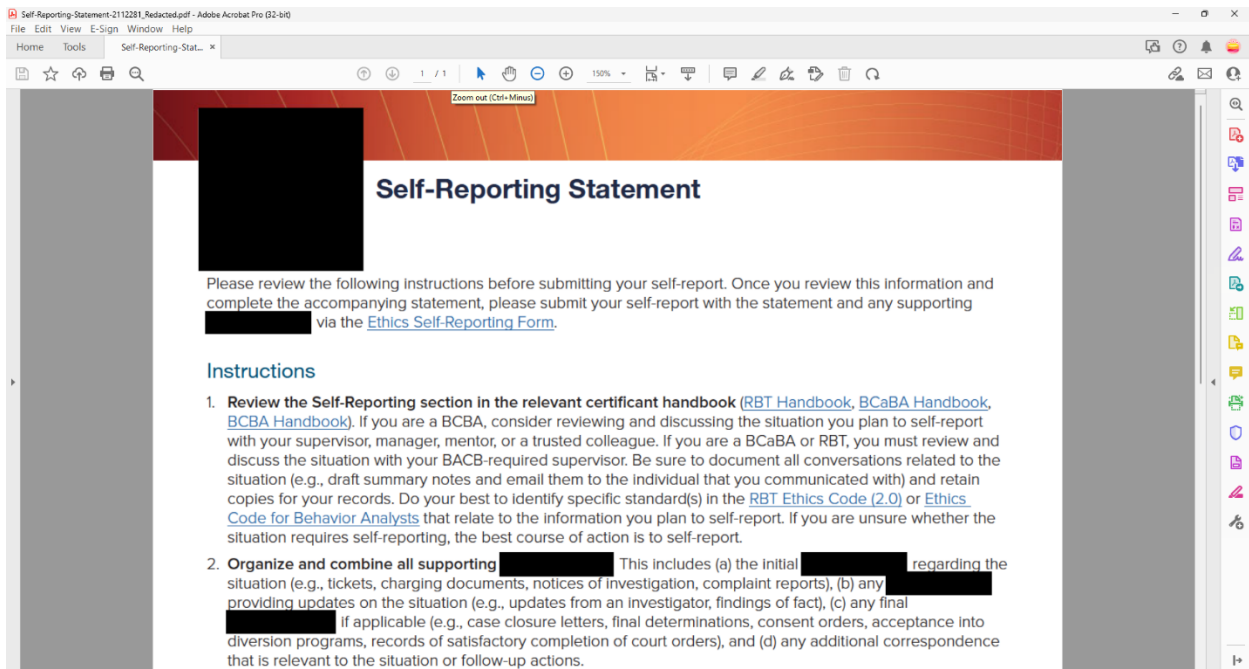 Self-Reporting-Statement-2112281_Redacted.pdf - Adobe Acrobat Pro (32-bit)
File Edit View E-Sign Window Help
Home Tools Self-Reporting-Stat... ×
1 / 1 150%
Zoom out (Ctrl+Minus)
Self-Reporting Statement
Please review the following instructions before submitting your self-report. Once you review this information and
complete the accompanying statement, please submit your self-report with the statement and any supporting
via the Ethics Self-Reporting Form.
Instructions
1. Review the Self-Reporting section in the relevant certificant handbook (RBT Handbook, BCaBA Handbook,
BCBA Handbook). If you are a BCBA, consider reviewing and discussing the situation you plan to self-report
with your supervisor, manager, mentor, or a trusted colleague. If you are a BCaBA or RBT, you must review and
discuss the situation with your BACB-required supervisor. Be sure to document all conversations related to the
situation (e.g., draft summary notes and email them to the individual that you communicated with) and retain
copies for your records. Do your best to identify specific standard(s) in the RBT Ethics Code (2.0) or Ethics
Code for Behavior Analysts that relate to the information you plan to self-report. If you are unsure whether the
situation requires self-reporting, the best course of action is to self-report.
2. Organize and combine all supporting This includes (a) the initial regarding the
situation (e.g., tickets, charging documents, notices of investigation, complaint reports), (b) any
providing updates on the situation (e.g., updates from an investigator, findings of fact), (c) any final
if applicable (e.g., case closure letters, final determinations, consent orders, acceptance into
diversion programs, records of satisfactory completion of court orders), and (d) any additional correspondence
that is relevant to the situation or follow-up actions.